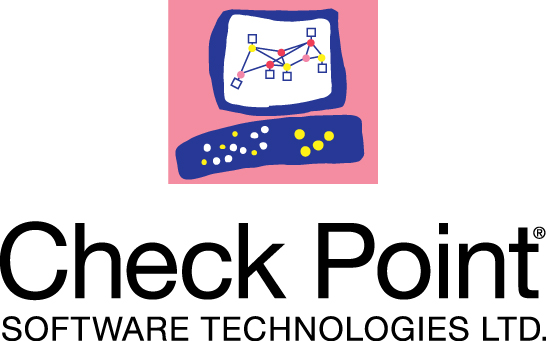 Check Point®
SOFTWARE TECHNOLOGIES LTD.